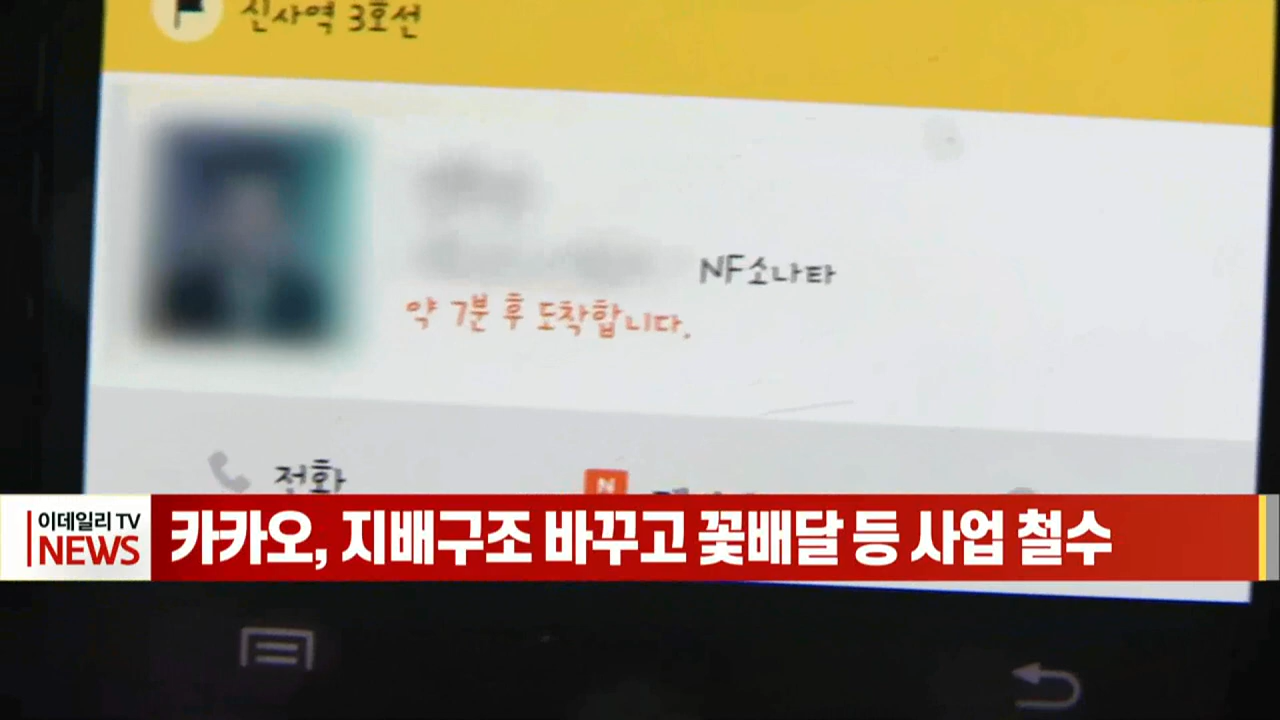 신사역 3호선
NF소나타
약 7분 후 도착합니다.
전화
N
이데일리 TV
NEWS
카카오, 지배구조 바꾸고 꽃배달 등 사업 철수